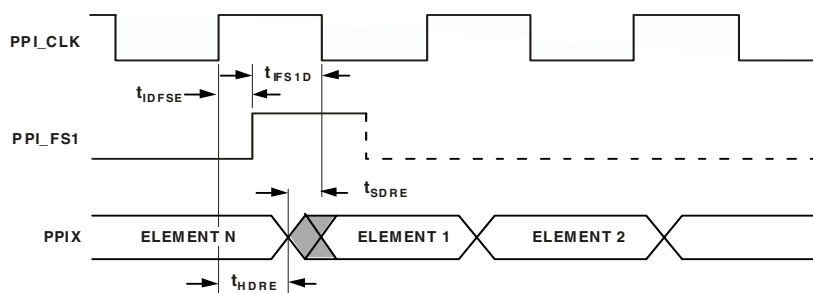 PPI_CLK
tIFS1D
tIDFSE
PPI_FS1
tSDRE
PPIX
ELEMENT N
ELEMENT 1
ELEMENT 2
tHDRE